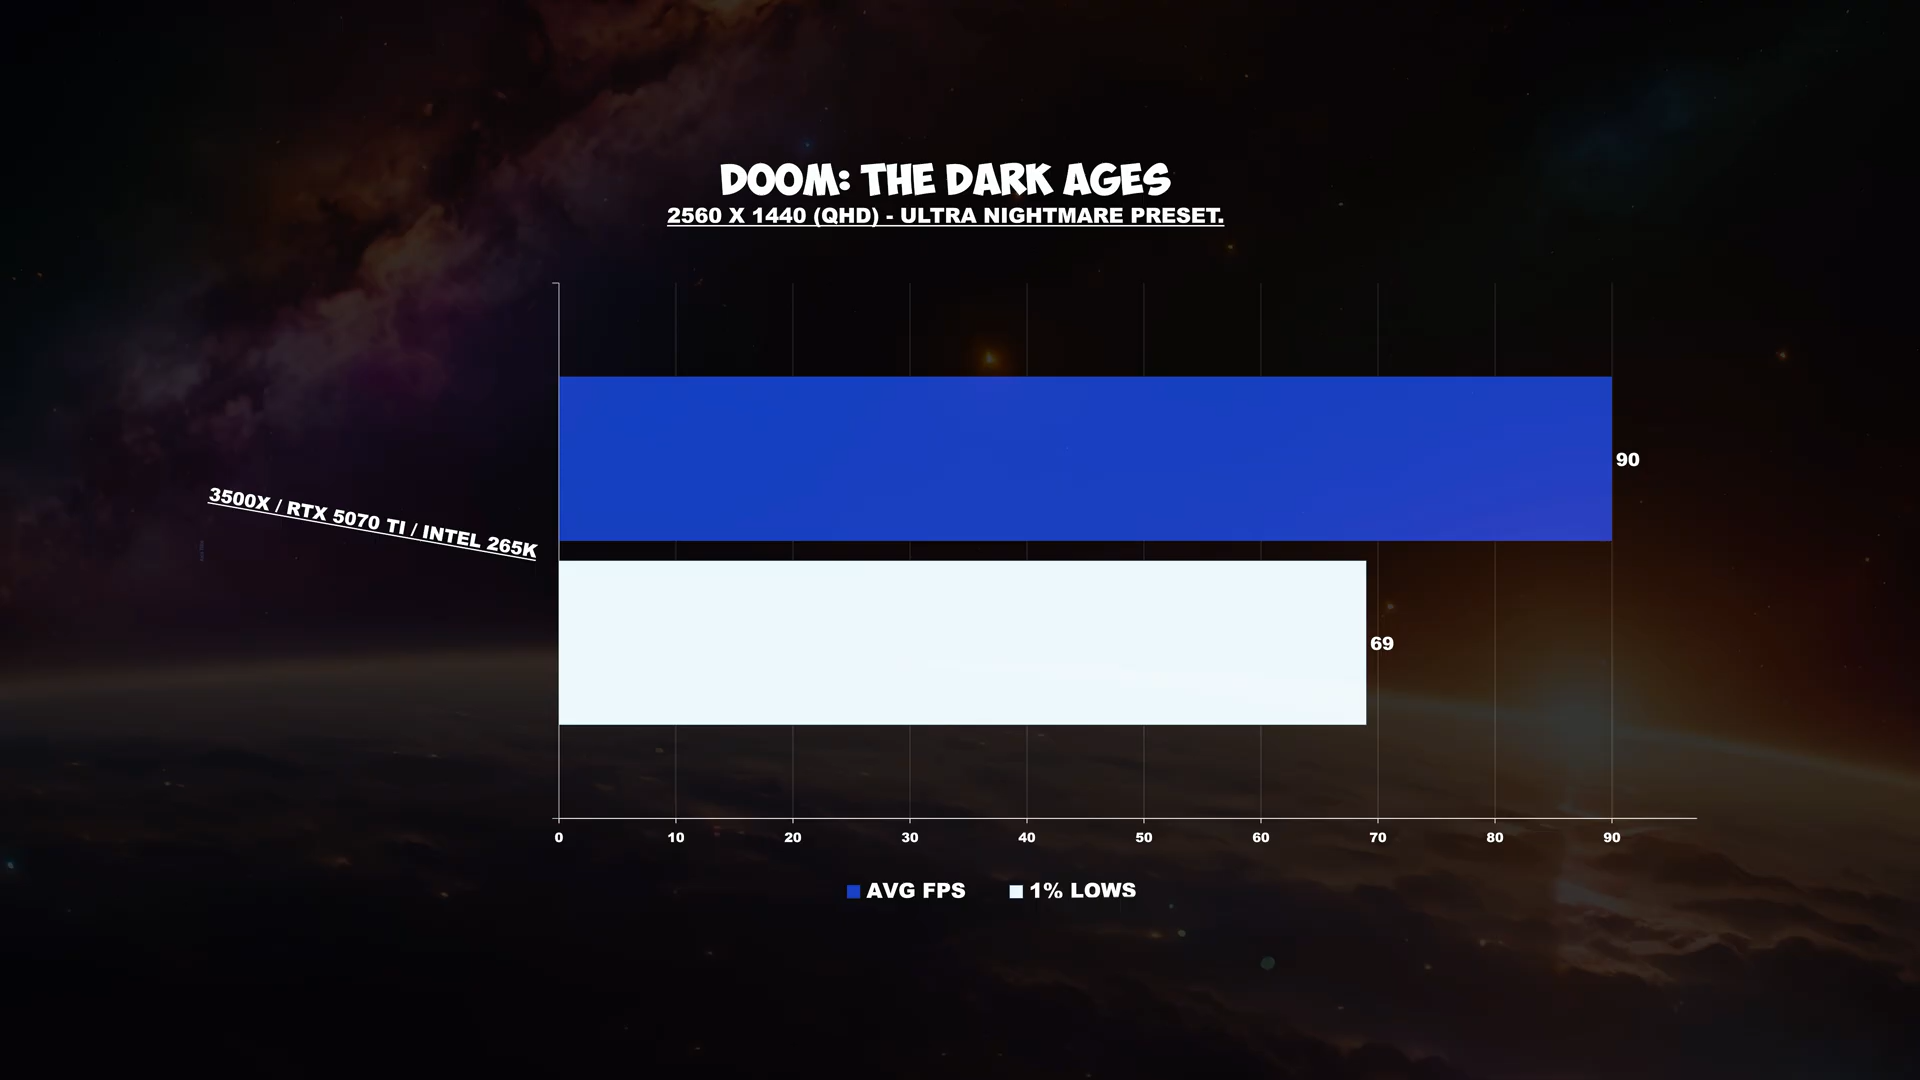 DOOM: THE DARK AGES
2560 X 1440 (QHD) - ULTRA NIGHTMARE PRESET.
90
3500X / RTX 5070 TI / INTEL 265K
69
0 10 20 30 40 50 60 70 80 90
AVG FPS 1% LOWS